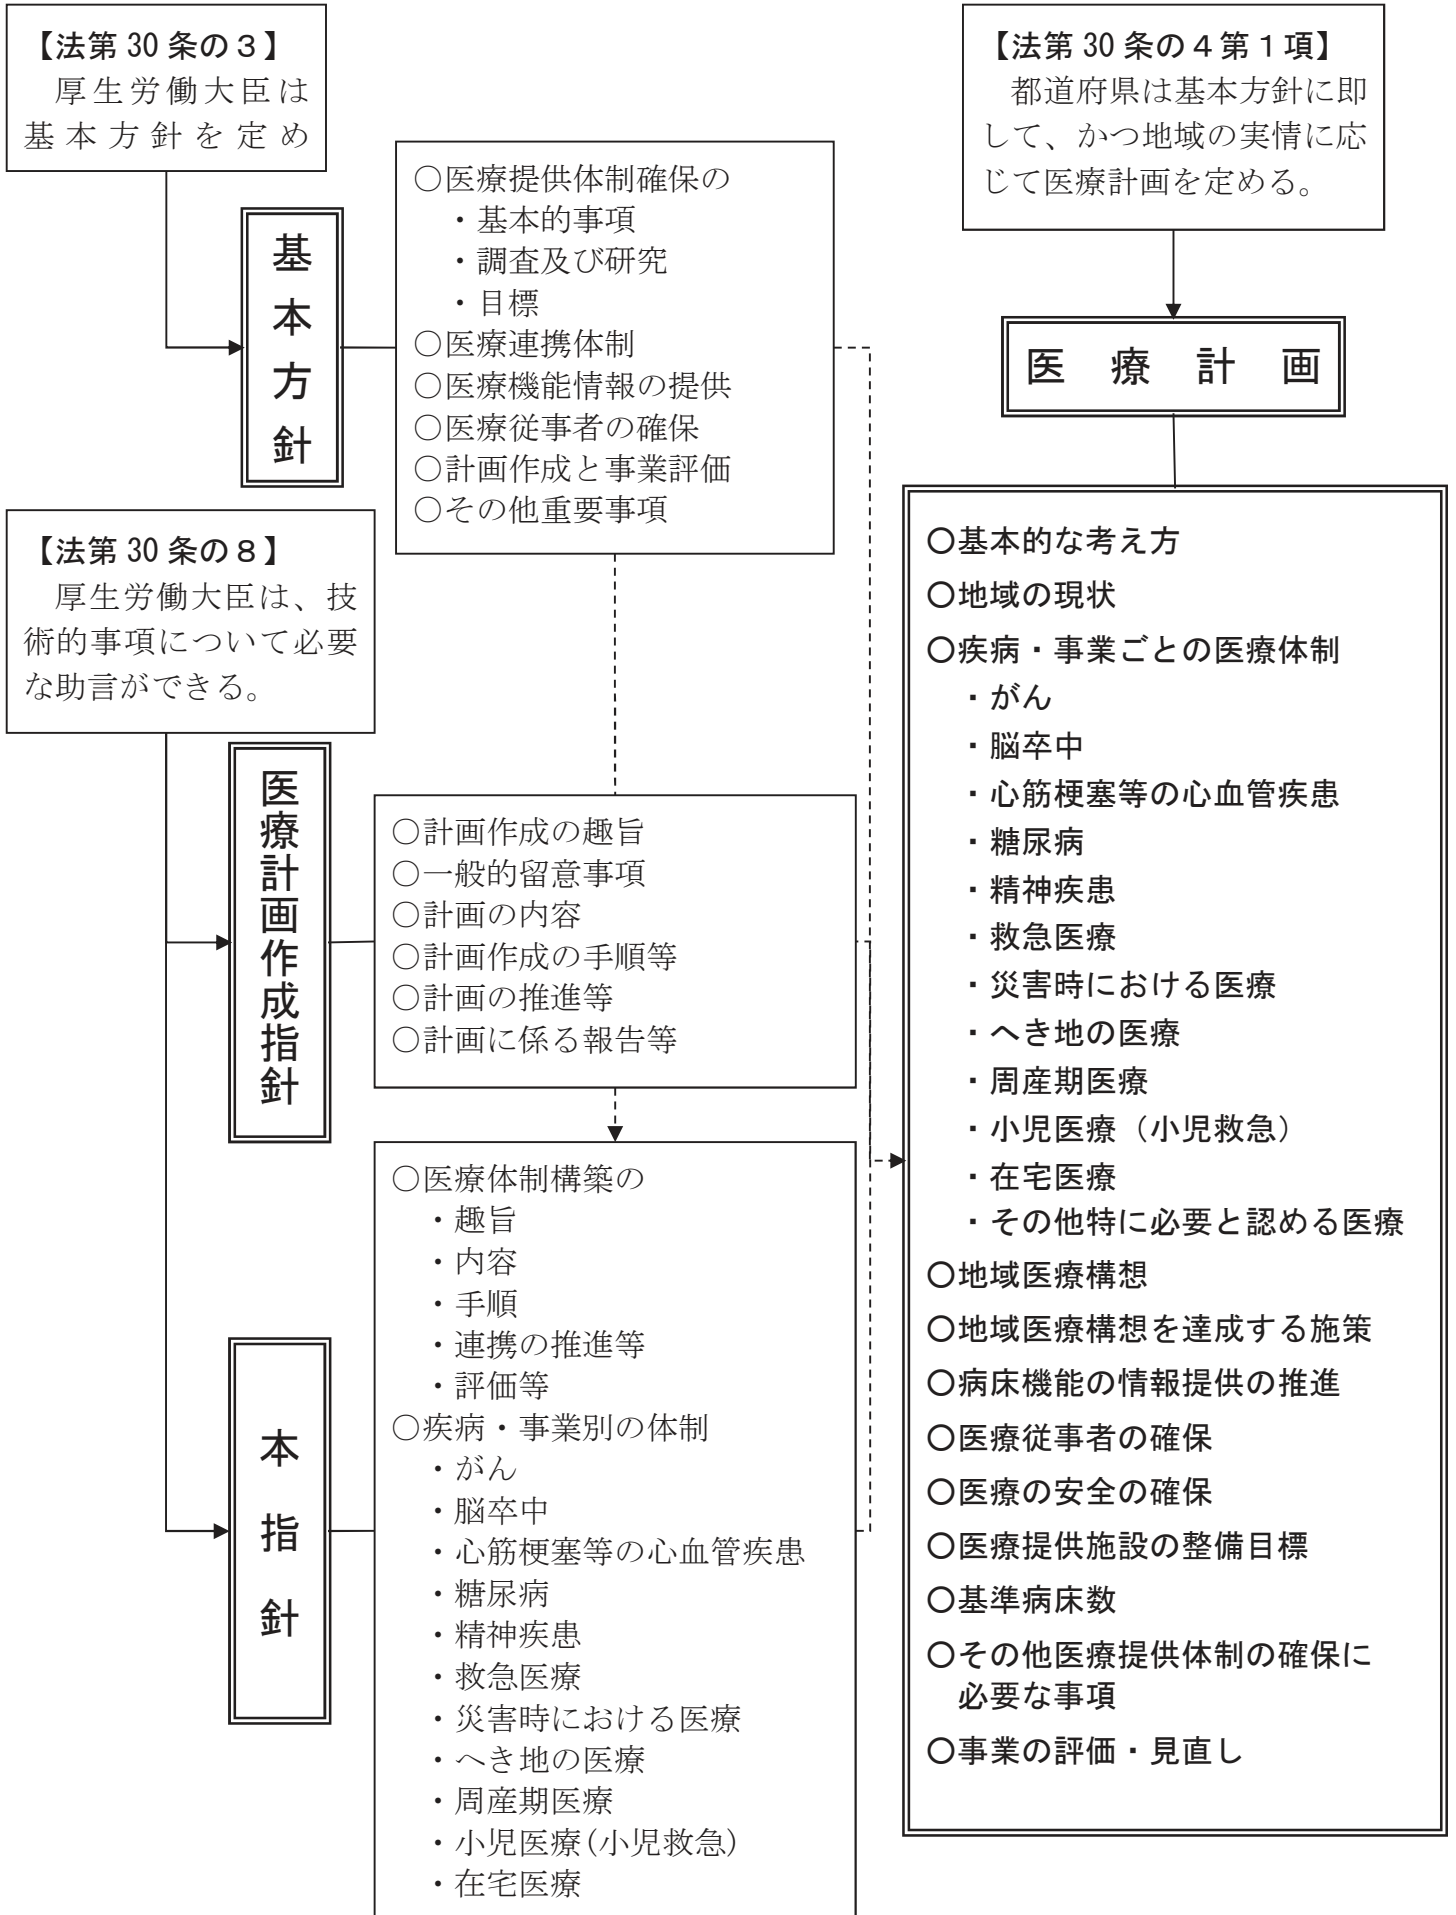 【法第30条の3】
厚生労働大臣は
基本方針を定め
基本方針
○医療提供体制確保の
・基本的事項
・調査及び研究
・目標
○医療連携体制
○医療機能情報の提供
○医療従事者の確保
○計画作成と事業評価
○その他重要事項
【法第30条の8】
厚生労働大臣は、技
術的事項について必要
な助言ができる。
医療計画作成指針
○計画作成の趣旨
○一般的留意事項
○計画の内容
○計画作成の手順等
○計画の推進等
○計画に係る報告等
本指針
○医療体制構築の
・趣旨
・内容
・手順
・連携の推進等
・評価等
○疾病・事業別の体制
・がん
・脳卒中
・心筋梗塞等の心血管疾患
・糖尿病
・精神疾患
・救急医療
・災害時における医療
・へき地の医療
・周産期医療
・小児医療(小児救急)
・在宅医療
【法第30条の4第1項】
都道府県は基本方針に即
して、かつ地域の実情に応
じて医療計画を定める。
医療計画
○基本的な考え方
○地域の現状
○疾病・事業ごとの医療体制
・がん
・脳卒中
・心筋梗塞等の心血管疾患
・糖尿病
・精神疾患
・救急医療
・災害時における医療
・へき地の医療
・周産期医療
・小児医療（小児救急）
・在宅医療
・その他特に必要と認める医療
○地域医療構想
○地域医療構想を達成する施策
○病床機能の情報提供の推進
○医療従事者の確保
○医療の安全の確保
○医療提供施設の整備目標
○基準病床数
○その他医療提供体制の確保に
必要な事項
○事業の評価・見直し